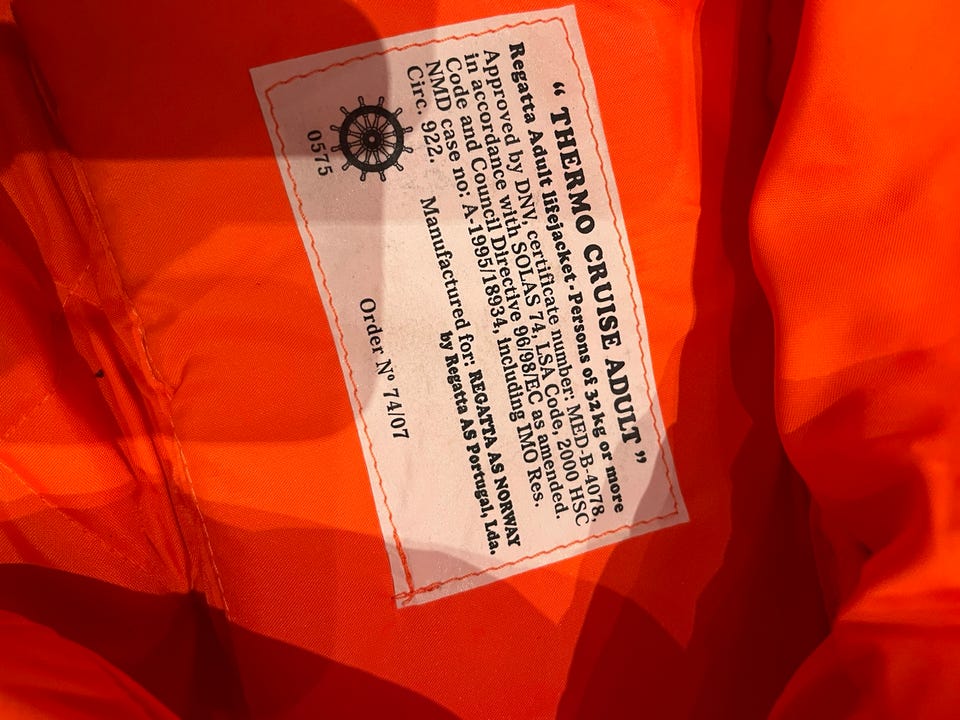 “ THERMO CRUISE ADULT ”
Regatta Adult lifejacket - Persons of 32 kg or more
Approved by DNV, certificate number: MED-B-4078,
in accordance with SOLAS 74, LSA Code, 2000 HSC
Code and Council Directive 96/98/EC as amended.
NMD case no: A-1995/18934, including IMO Res.
Circ. 922.
Manufactured for: REGATTA AS NORWAY
by Regatta AS Portugal, Lda.
0575
Order Nº 74/07